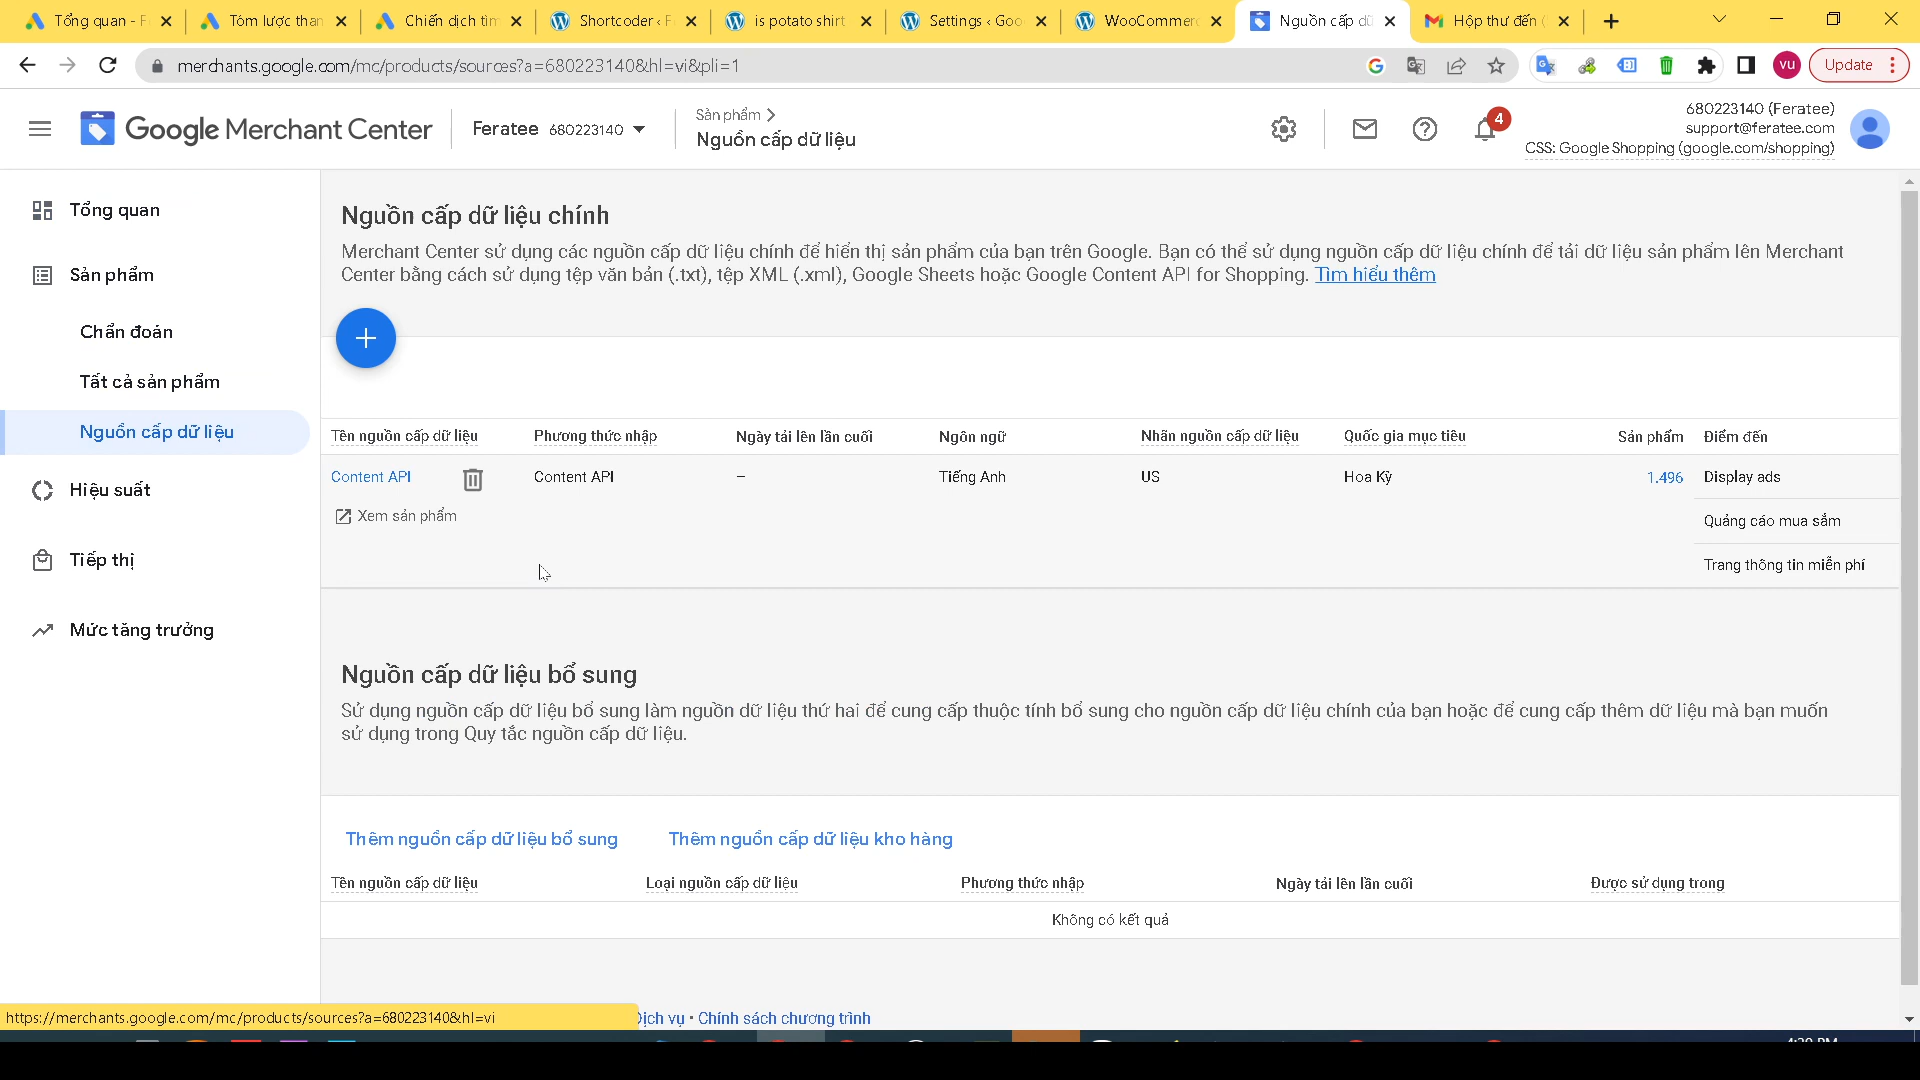 Tổng quan - F
Tóm lược than
Chiến dịch tìm
Shortcoder ‹ F
is potato shirt
Settings ‹ Goo
WooCommer
Nguồn cấp dữ
Hộp thư đến (
merchants.google.com/mc/products/sources?a=680223140&hl=vi&pli=1
vu
Update
Google Merchant Center
Feratee 680223140
Sản phẩm
Nguồn cấp dữ liệu
4
680223140 (Feratee)
support@feratee.com
CSS: Google Shopping (google.com/shopping)
Tổng quan
Sản phẩm
Chẩn đoán
Tất cả sản phẩm
Nguồn cấp dữ liệu
Hiệu suất
Tiếp thị
Mức tăng trưởng
Nguồn cấp dữ liệu chính
Merchant Center sử dụng các nguồn cấp dữ liệu chính để hiển thị sản phẩm của bạn trên Google. Bạn có thể sử dụng nguồn cấp dữ liệu chính để tải dữ liệu sản phẩm lên Merchant
Center bằng cách sử dụng tệp văn bản (.txt), tệp XML (.xml), Google Sheets hoặc Google Content API for Shopping. Tìm hiểu thêm
Tên nguồn cấp dữ liệu Phương thức nhập Ngày tải lên lần cuối Ngôn ngữ Nhãn nguồn cấp dữ liệu Quốc gia mục tiêu Sản phẩm Điểm đến
Content API Content API – Tiếng Anh US Hoa Kỳ 1.496 Display ads
Xem sản phẩm
Quảng cáo mua sắm
Trang thông tin miễn phí
Nguồn cấp dữ liệu bổ sung
Sử dụng nguồn cấp dữ liệu bổ sung làm nguồn dữ liệu thứ hai để cung cấp thuộc tính bổ sung cho nguồn cấp dữ liệu chính của bạn hoặc để cung cấp thêm dữ liệu mà bạn muốn
sử dụng trong Quy tắc nguồn cấp dữ liệu.
Thêm nguồn cấp dữ liệu bổ sung Thêm nguồn cấp dữ liệu kho hàng
Tên nguồn cấp dữ liệu Loại nguồn cấp dữ liệu Phương thức nhập Ngày tải lên lần cuối Được sử dụng trong
Không có kết quả
https://merchants.google.com/mc/products/sources?a=680223140&hl=vi
Dịch vụ • Chính sách chương trình